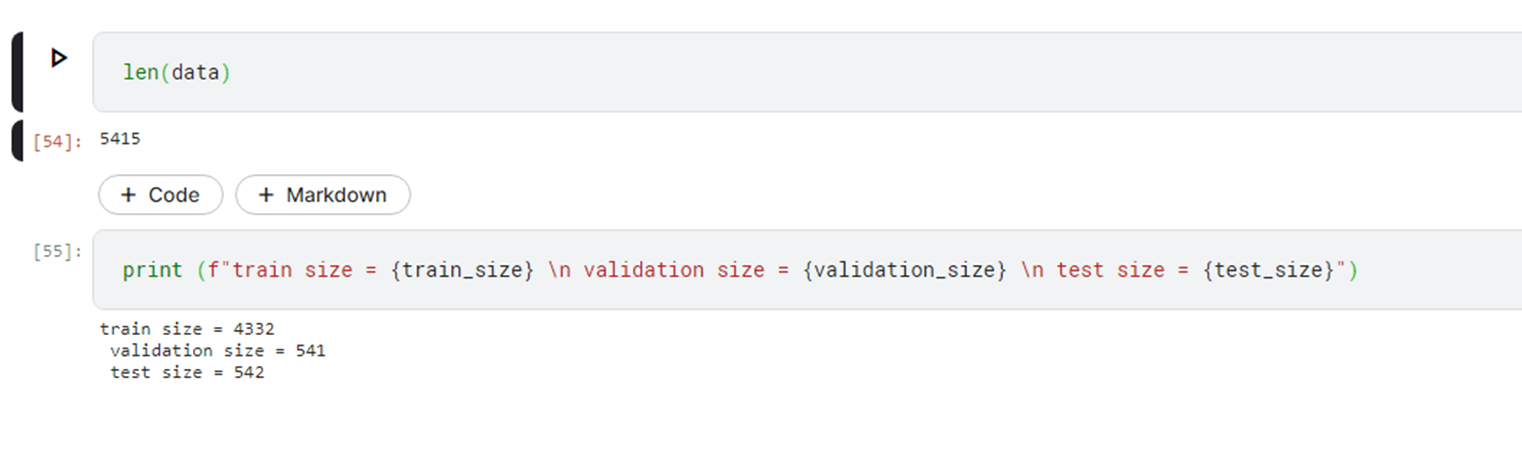 len(data)
[54]: 5415
+ Code + Markdown
[55]:
print (f"train size = {train_size} \n validation size = {validation_size} \n test size = {test_size}")
train size = 4332
validation size = 541
test size = 542